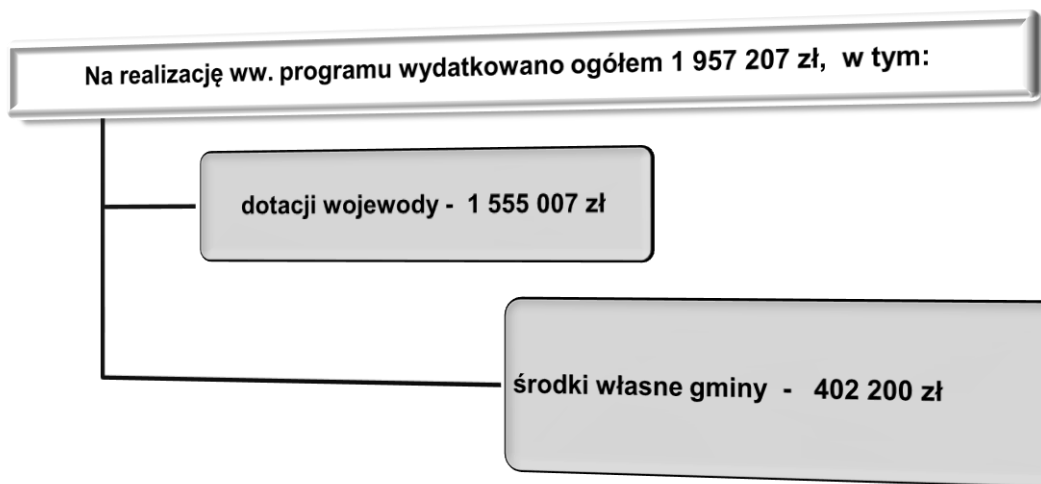 Na realizację ww. programu wydatkowano ogółem 1 957 207 zł, w tym:
dotacji wojewody - 1 555 007 zł
środki własne gminy - 402 200 zł